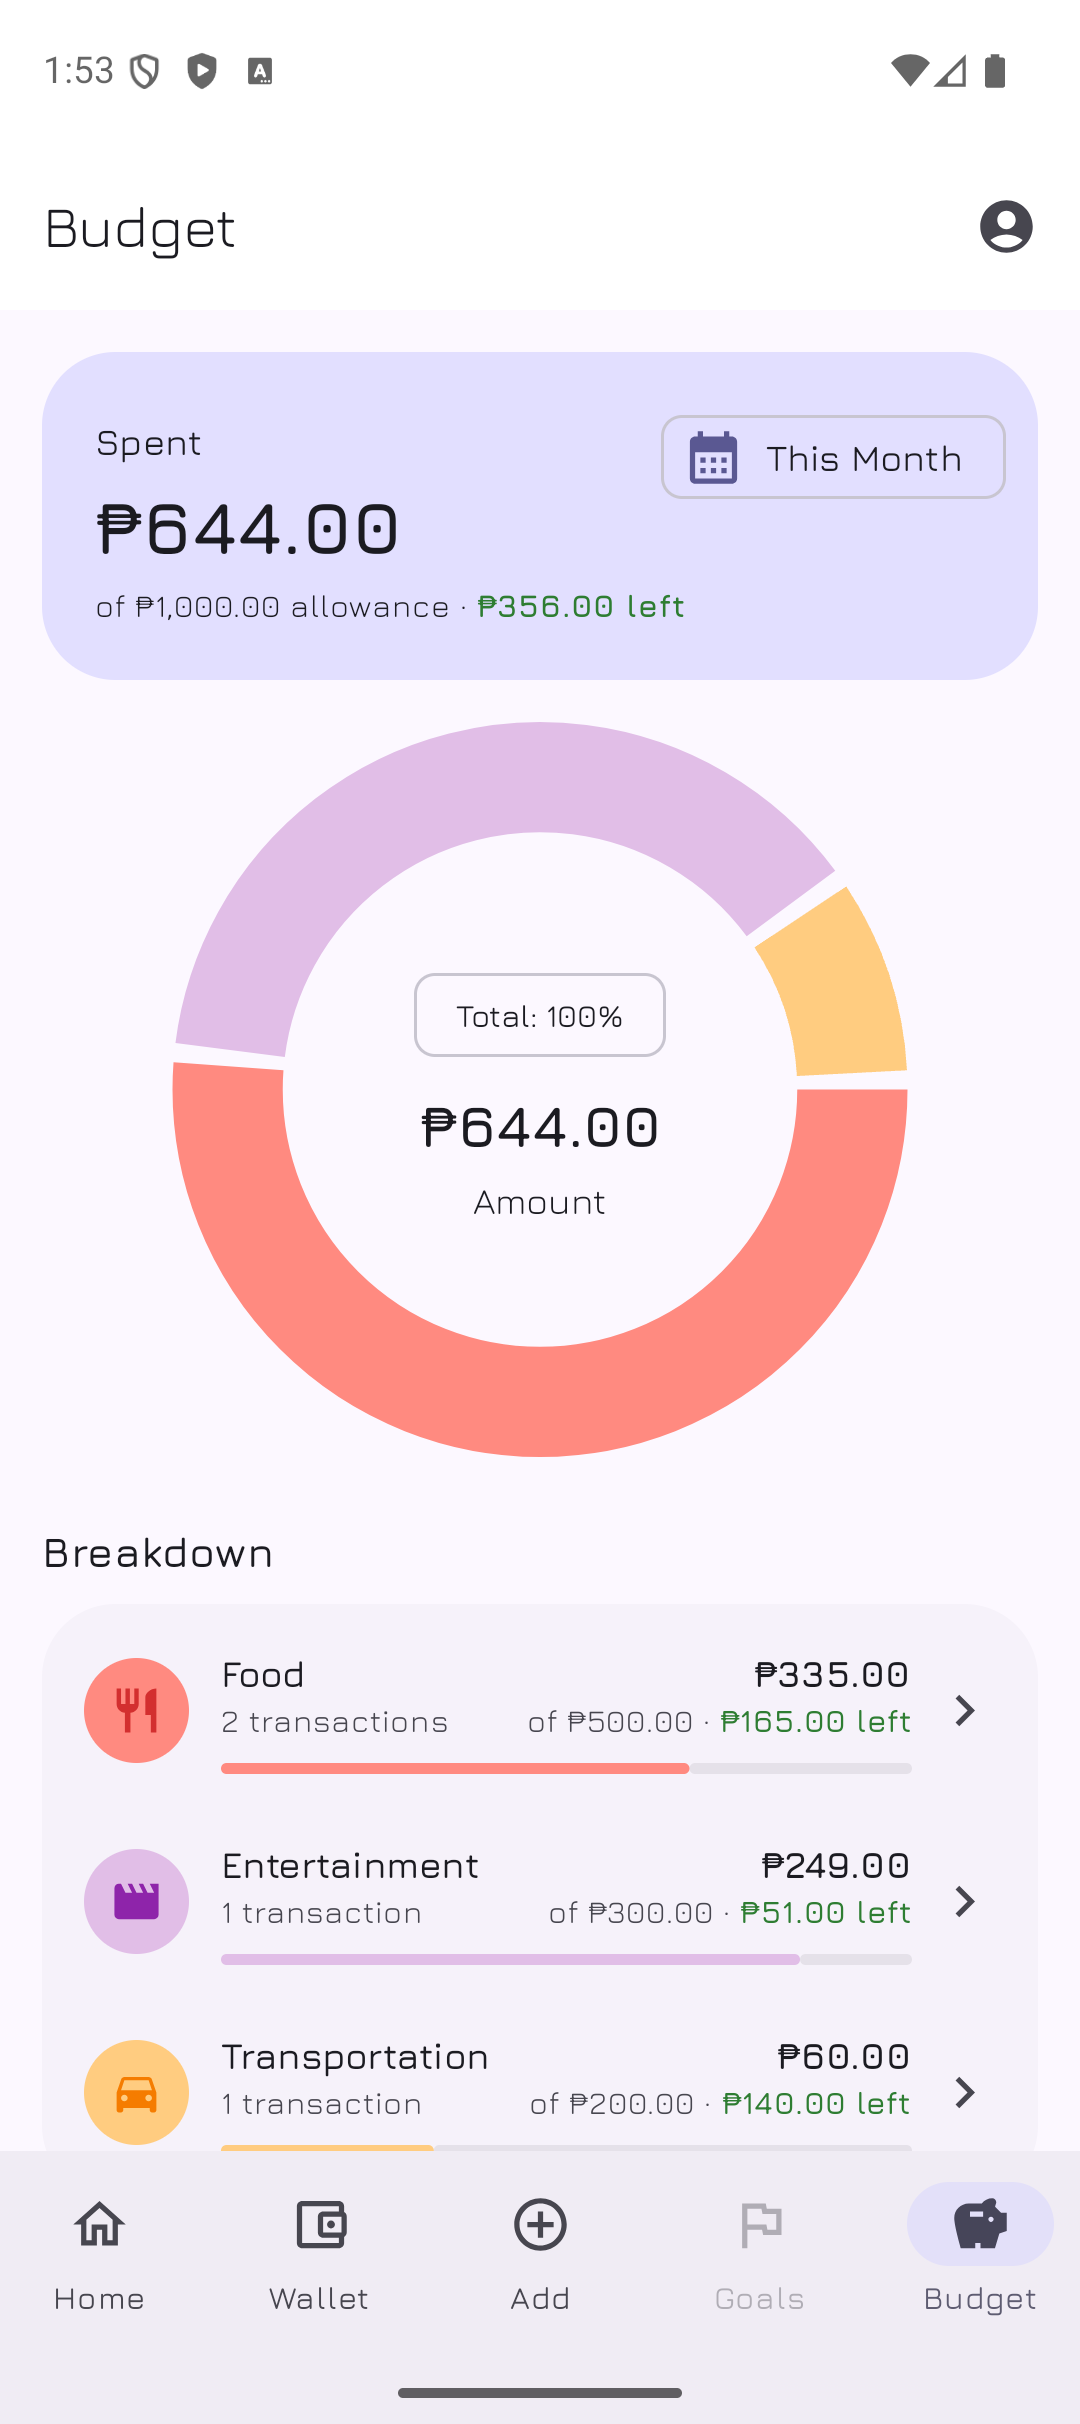 1:53
Budget
Spent
This Month
₱644.00
of ₱1,000.00 allowance · ₱356.00 left
Total: 100%
₱644.00
Amount
Breakdown
Food
₱335.00
2 transactions
of ₱500.00 · ₱165.00 left
Entertainment
₱249.00
1 transaction
of ₱300.00 · ₱51.00 left
Transportation
₱60.00
1 transaction
of ₱200.00 · ₱140.00 left
Home
Wallet
Add
Goals
Budget